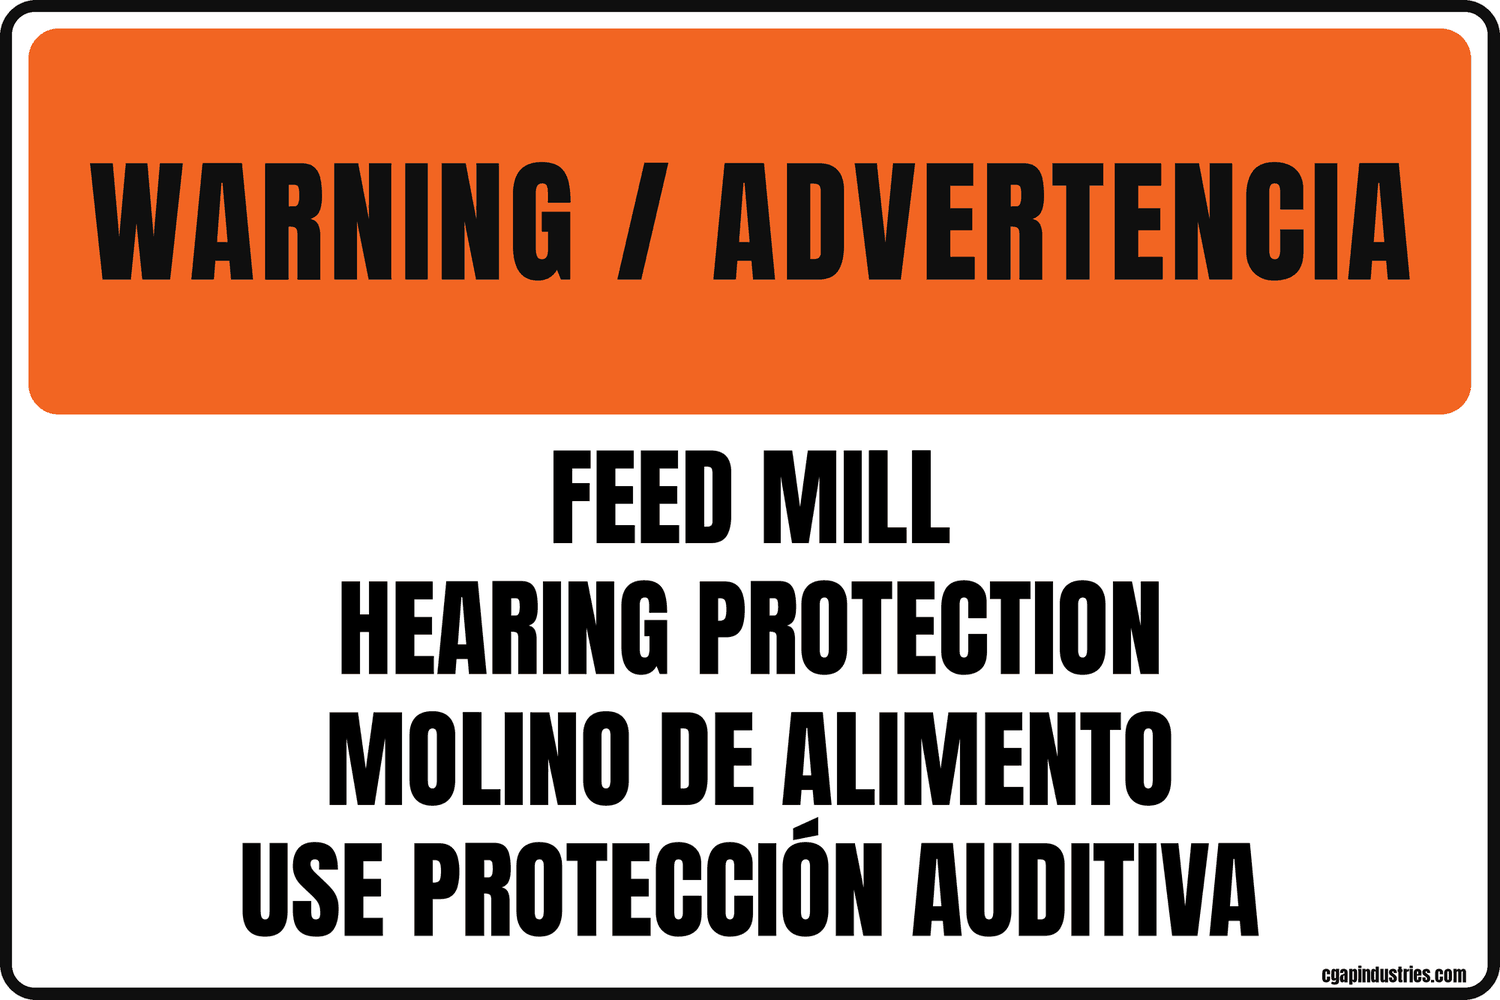 WARNING / ADVERTENCIA
FEED MILL
HEARING PROTECTION
MOLINO DE ALIMENTO
USE PROTECCIÓN AUDITIVA
cgapindustries.com